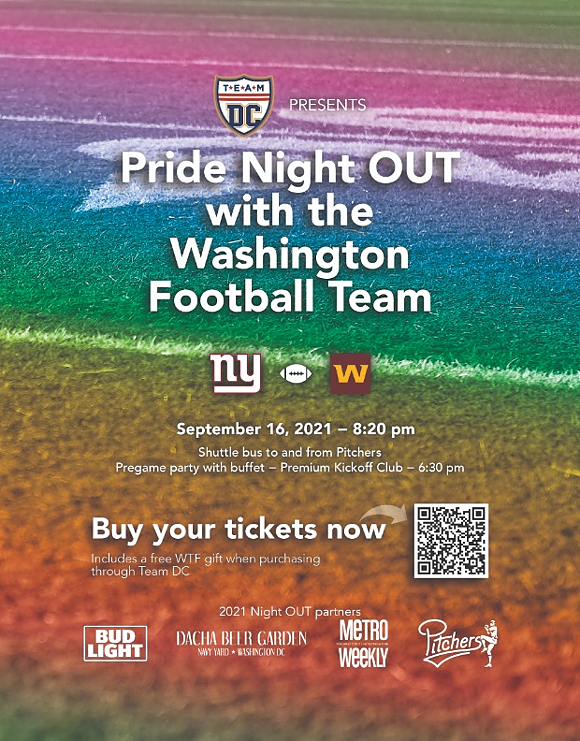 T★E★A★M
DC
PRESENTS
Pride Night OUT
with the
Washington
Football Team
ny
W
September 16, 2021 – 8:20 pm
Shuttle bus to and from Pitchers
Pregame party with buffet – Premium Kickoff Club – 6:30 pm
Buy your tickets now
Includes a free WTF gift when purchasing
through Team DC
2021 Night OUT partners
BUD
LIGHT
DACHA BEER GARDEN
NAVY YARD ★ WASHINGTON DC
METRO
WEEKLY
Pitchers